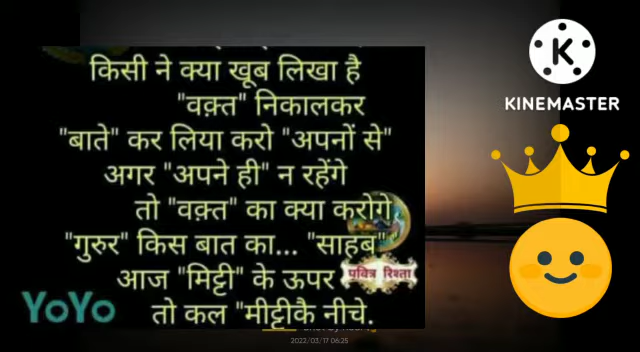 किसी ने क्या खूब लिखा है
"वक़्त" निकालकर
"बाते" कर लिया करो "अपनों से"
अगर "अपने ही" न रहेंगे
तो "वक़्त" का क्या करोगे,
"गुरुर" किस बात का... "साहब"
आज "मिट्टी" के ऊपर
तो कल "मीट्टीकै नीचे.
पवित्र रिश्ता
YoYo
K
KINEMASTER
2022/03/17 06:25